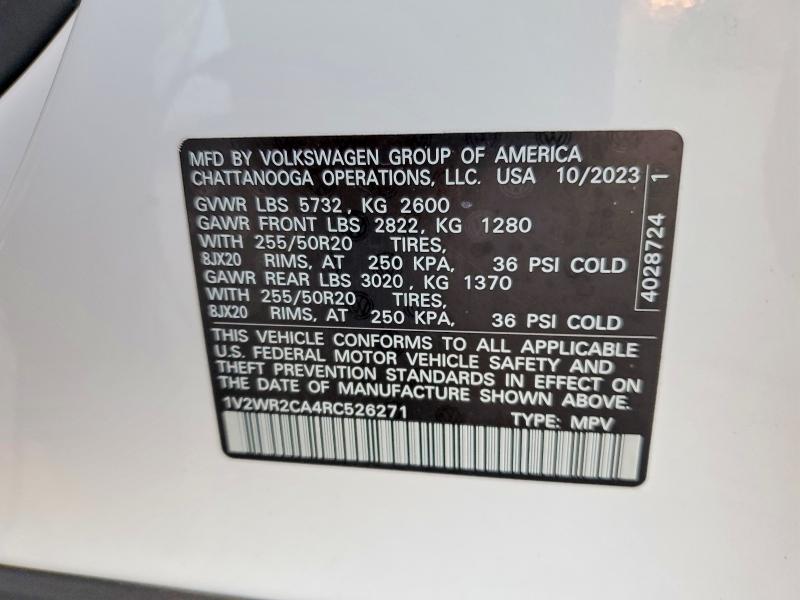 MFD BY VOLKSWAGEN GROUP OF AMERICA
CHATTANOOGA OPERATIONS, LLC. USA 10/2023
GVWR LBS 5732, KG 2600
GAWR FRONT LBS 2822, KG 1280
WITH 255/50R20 TIRES,
8JX20 RIMS, AT 250 KPA, 36 PSI COLD
GAWR REAR LBS 3020, KG 1370
WITH 255/50R20 TIRES,
8JX20 RIMS, AT 250 KPA, 36 PSI COLD
THIS VEHICLE CONFORMS TO ALL APPLICABLE
U.S. FEDERAL MOTOR VEHICLE SAFETY AND
THEFT PREVENTION STANDARDS IN EFFECT ON
THE DATE OF MANUFACTURE SHOWN ABOVE.
1V2WR2CA4RC526271 TYPE: MPV
4028724 1